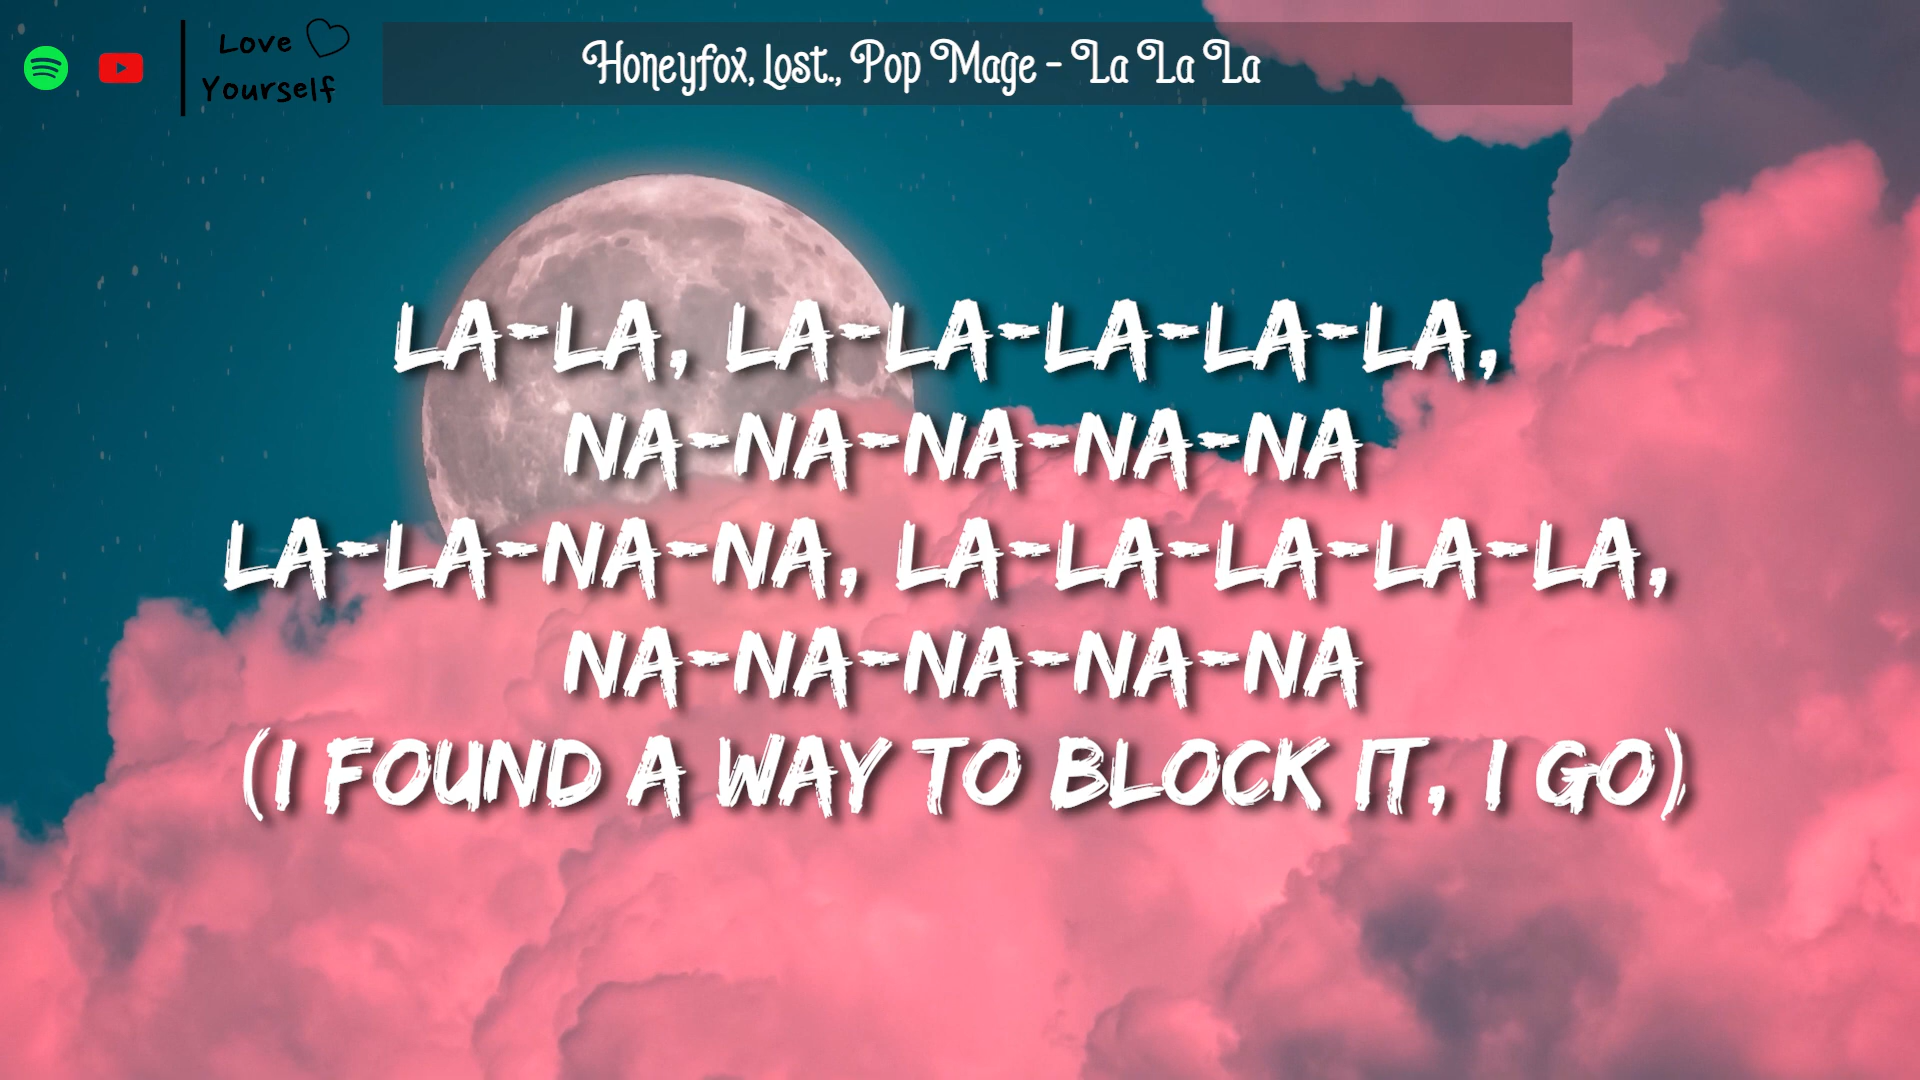 Love
Yourself
Honeyfox, Lost., Pop Mage - La La La
LA-LA, LA-LA-LA-LA-LA,
NA-NA-NA-NA-NA
LA-LA-NA-NA, LA-LA-LA-LA-LA,
NA-NA-NA-NA-NA
(I FOUND A WAY TO BLOCK IT, I GO)